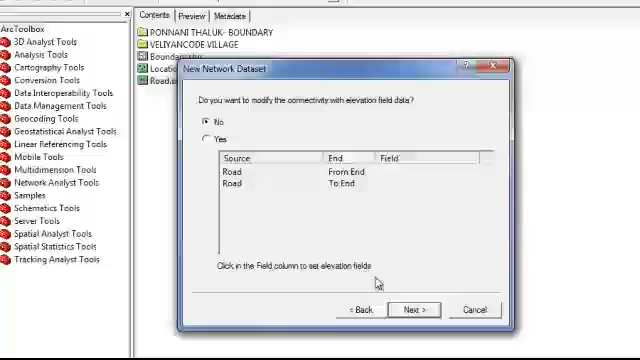 Contents Preview Metadata
ArcToolbox
3D Analyst Tools
Analysis Tools
Cartography Tools
Conversion Tools
Data Interoperability Tools
Data Management Tools
Geocoding Tools
Geostatistical Analyst Tools
Linear Referencing Tools
Mobile Tools
Multidimension Tools
Network Analyst Tools
Samples
Schematics Tools
Server Tools
Spatial Analyst Tools
Spatial Statistics Tools
Tracking Analyst Tools
PONNANI THALUK- BOUNDARY
VELIYANCODE VILLAGE
New Network Dataset
Do you want to modify the connectivity with elevation field data?
No
Yes
Source End Field
Road From End
Road To End
Click in the Field column to set elevation fields
< Back Next > Cancel